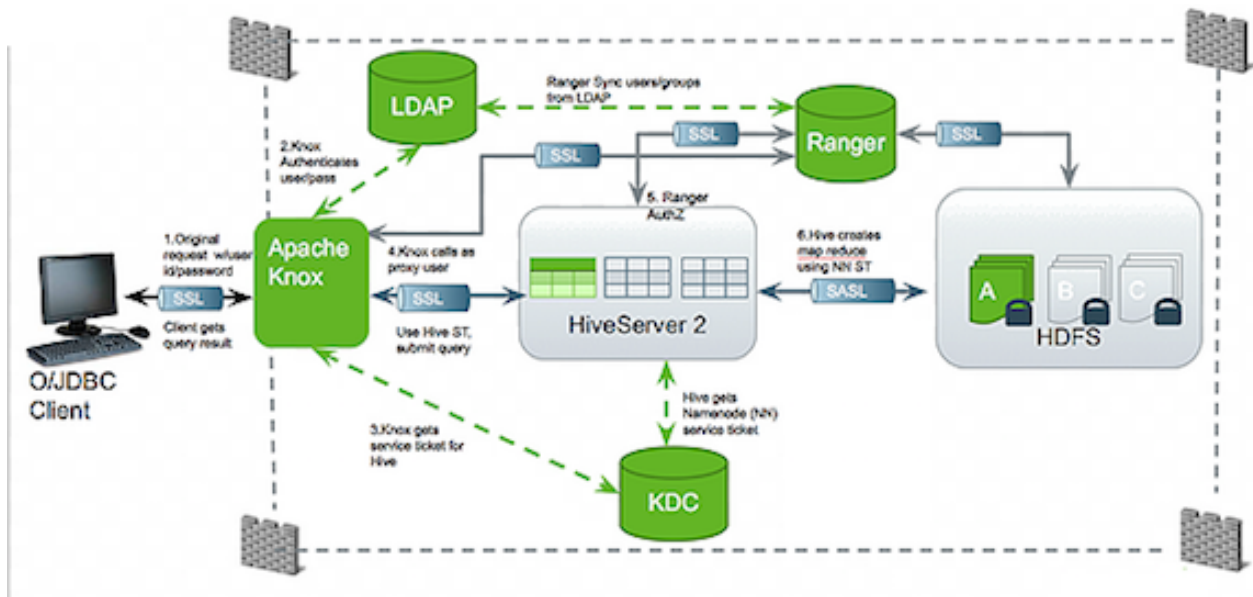 LDAP
Ranger Sync users/groups
from LDAP
Ranger
SSL
SSL
SSL
2.Knox
Authenticates
user/pass
5. Ranger
AuthZ
1.Original
request w/user
id/password
SSL
Client gets
query result
O/JDBC
Client
Apache
Knox
4.Knox calls as
proxy user
SSL
Use Hive ST,
submit query
HiveServer 2
6.Hive creates
map reduce
using NN ST
SASL
A
B
C
HDFS
3.Knox gets
service ticket for
Hive
Hive gets
Namenode (NN)
service ticket
KDC